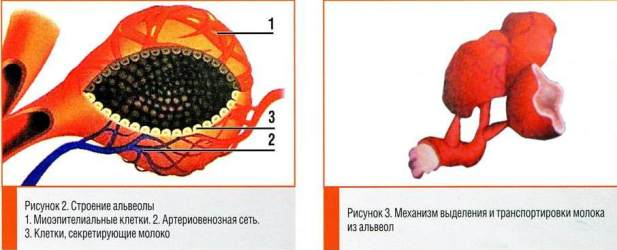 1
3
2
Рисунок 2. Строение альвеолы
1. Миоэпителиальные клетки. 2. Артериовенозная сеть.
3. Клетки, секретирующие молоко
Рисунок 3. Механизм выделения и транспортировки молока
из альвеол